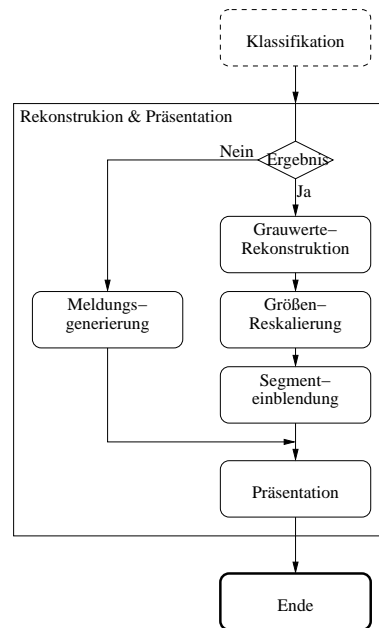 Klassifikation
Rekonstrukion & Präsentation
Nein
Ergebnis
Ja
Grauwerte–
Rekonstruktion
Meldungs–
generierung
Größen–
Reskalierung
Segment–
einblendung
Präsentation
Ende